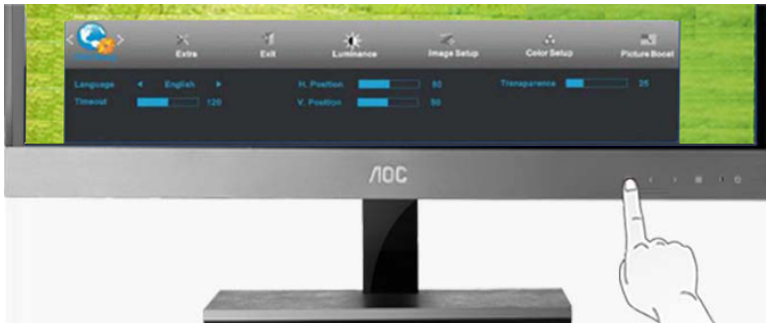 Extra
Exit
Luminance
Image Setup
Color Setup
Picture Boost
Language
English
H. Position
Transparence
25
Timeout
120
V. Position
50
AOC